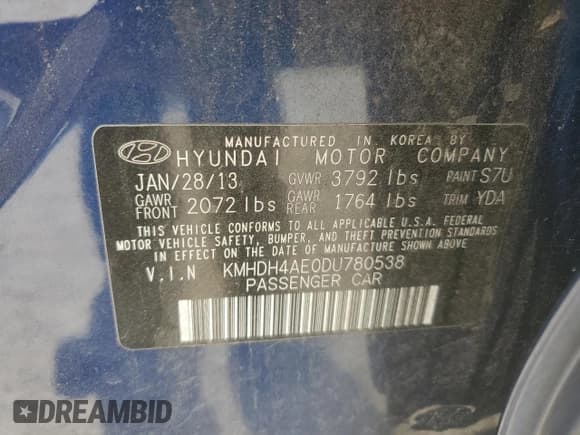 MANUFACTURED IN KOREA BY
HYUNDAI MOTOR COMPANY
JAN/28/13 GVWR 3792 lbs PAINT S7U
GAWR FRONT 2072 lbs GAWR REAR 1764 lbs TRIM YDA
THIS VEHICLE CONFORMS TO ALL APPLICABLE U.S.A. FEDERAL
MOTOR VEHICLE SAFETY, BUMPER, AND THEFT PREVENTION STANDARDS
IN EFFECT ON THE DATE OF MANUFACTURE SHOWN ABOVE.
V.I.N KMHDH4AE0DU780538
PASSENGER CAR
DREAMBID